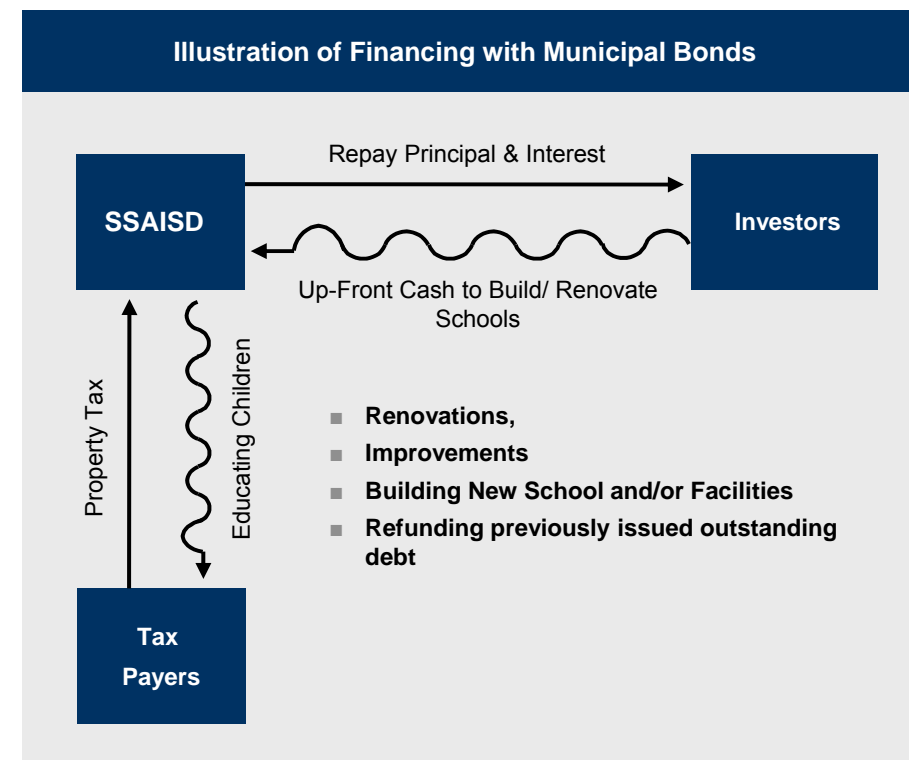 Illustration of Financing with Municipal Bonds
Repay Principal & Interest
SSAISD
Investors
Up-Front Cash to Build/ Renovate
Schools
Property Tax
Educating Children
■ Renovations,
■ Improvements
■ Building New School and/or Facilities
■ Refunding previously issued outstanding
debt
Tax
Payers